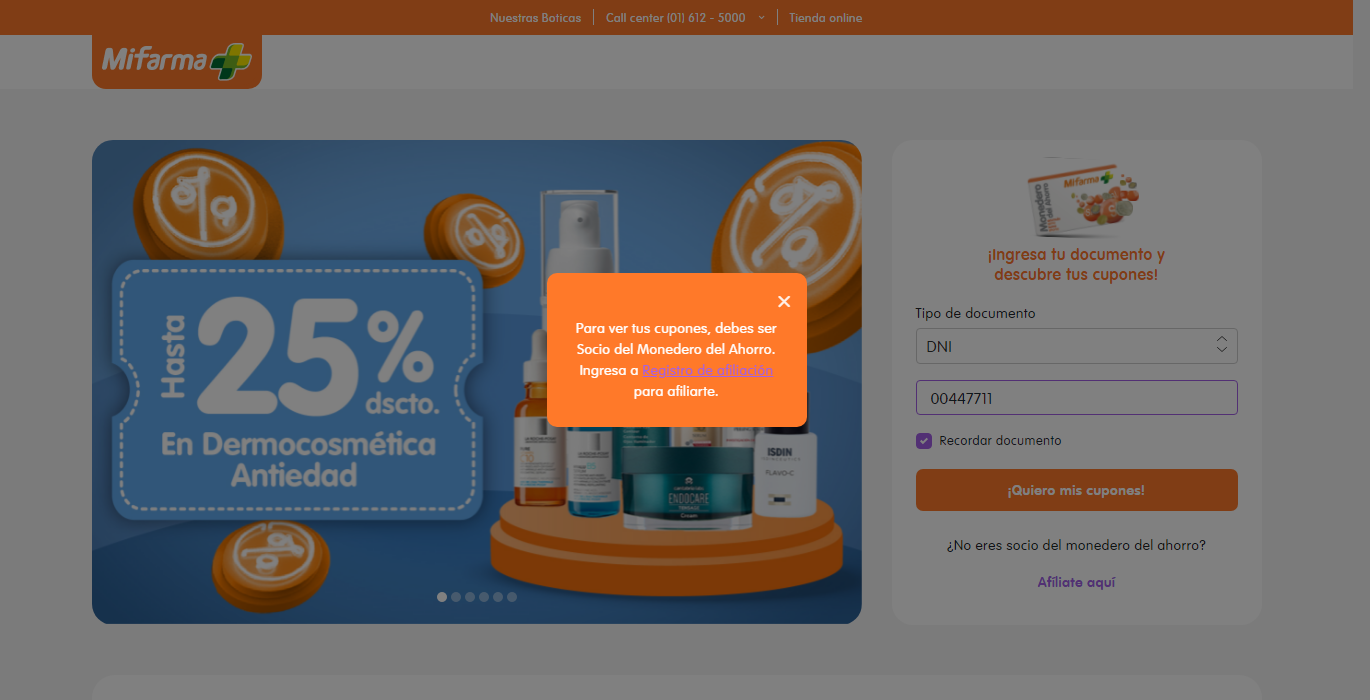 Nuestras Boticas
Call center (01) 612 - 5000
Tienda online
Mifarma
Hasta
25%
dscto.
En Dermocosmética
Antiedad
ISDIN
FLAVO-C
ENDOCARE
Cream
Para ver tus cupones, debes ser
Socio del Monedero del Ahorro.
Ingresa a Registro de afiliación
para afiliarte.
Mifarma
Monedero
del Ahorro
¡Ingresa tu documento y
descubre tus cupones!
Tipo de documento
DNI
00447711
Recordar documento
¡Quiero mis cupones!
¿No eres socio del monedero del ahorro?
Afíliate aquí